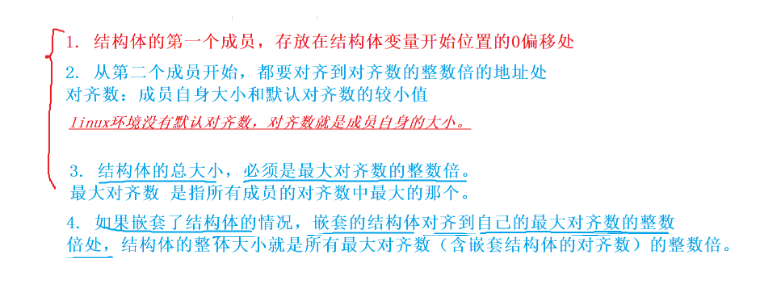 1. 结构体的第一个成员，存放在结构体变量开始位置的0偏移处
2. 从第二个成员开始，都要对齐到对齐数的整数倍的地址处
对齐数：成员自身大小和默认对齐数的较小值
linux环境没有默认对齐数，对齐数就是成员自身的大小。
3. 结构体的总大小，必须是最大对齐数的整数倍。
最大对齐数 是指所有成员的对齐数中最大的那个。
4. 如果嵌套了结构体的情况，嵌套的结构体对齐到自己的最大对齐数的整数
倍处，结构体的整体大小就是所有最大对齐数（含嵌套结构体的对齐数）的整数倍。